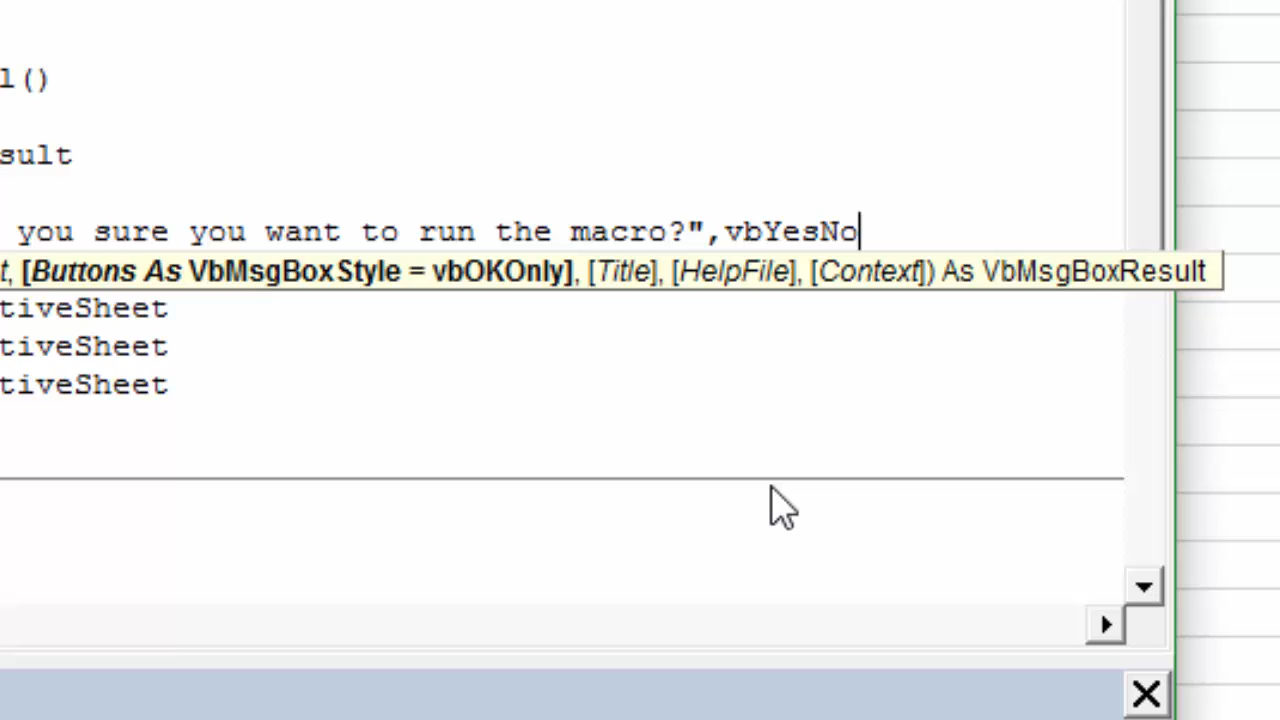 l()
sult
you sure you want to run the macro?",vbYesNo
t, [Buttons As VbMsgBoxStyle = vbOKOnly], [Title], [HelpFile], [Context]) As VbMsgBoxResult
tiveSheet
tiveSheet
tiveSheet